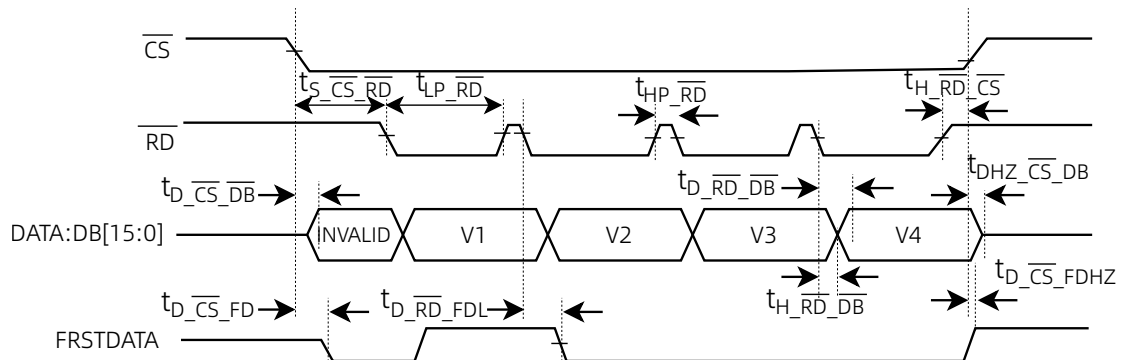 CS
tS_CS_RD tLP_RD tHP_RD tH_RD_CS
RD
tD_CS_DB tD_RD_DB tDHZ_CS_DB
DATA:DB[15:0] INVALID V1 V2 V3 V4
tD_CS_FD tD_RD_FDL tH_RD_DB tD_CS_FDHZ
FRSTDATA